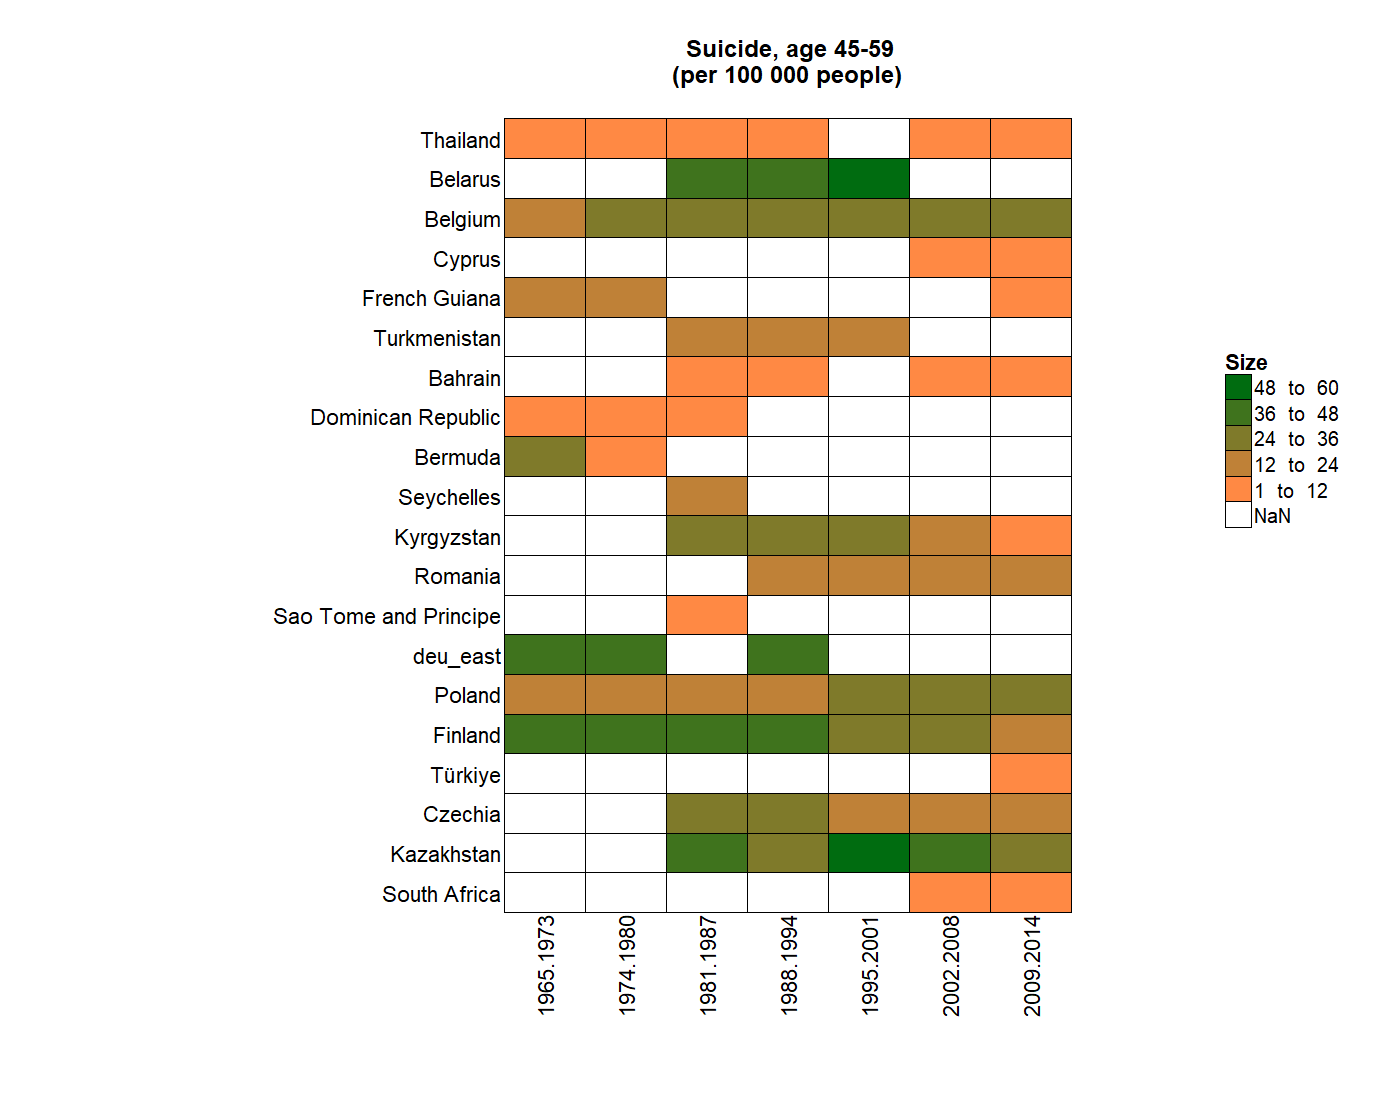 Suicide, age 45-59
(per 100 000 people)
Thailand
Belarus
Belgium
Cyprus
French Guiana
Turkmenistan
Bahrain
Dominican Republic
Bermuda
Seychelles
Kyrgyzstan
Romania
Sao Tome and Principe
deu_east
Poland
Finland
Türkiye
Czechia
Kazakhstan
South Africa
1965.1973
1974.1980
1981.1987
1988.1994
1995.2001
2002.2008
2009.2014
Size
48 to 60
36 to 48
24 to 36
12 to 24
1 to 12
NaN